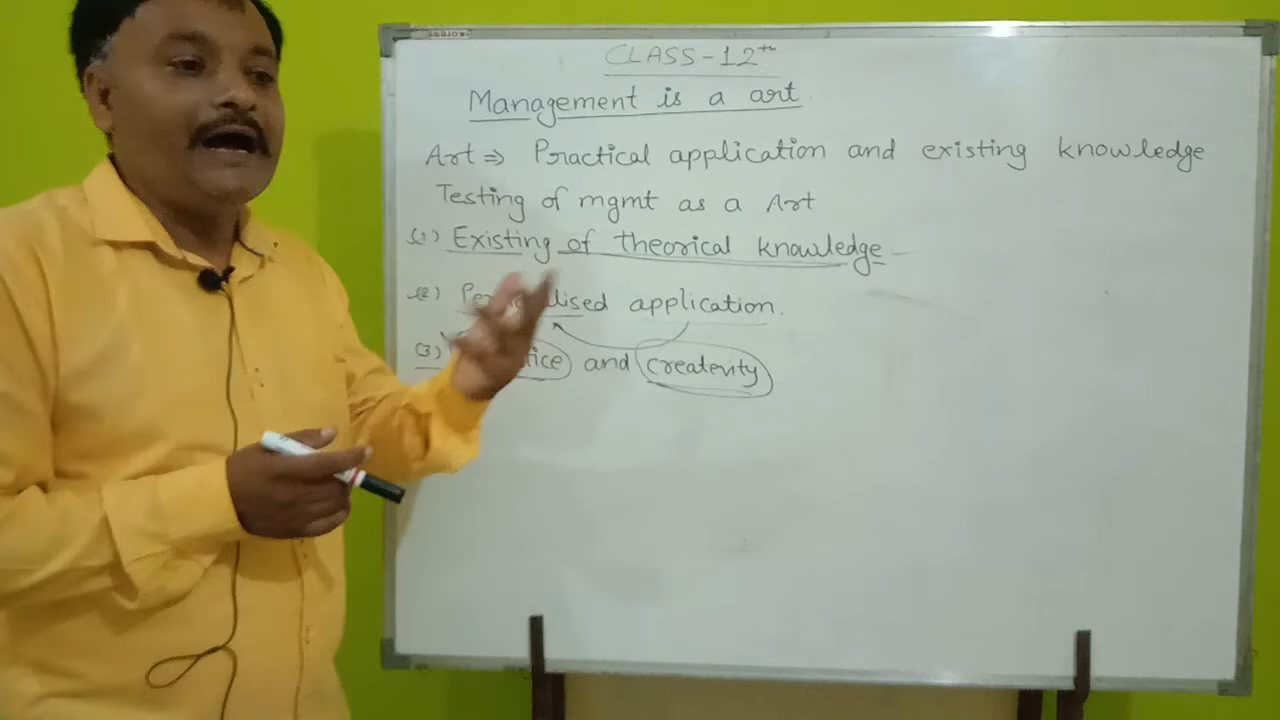 CLASS-12th
Management is a art
Art ⇒ Practical application and existing knowledge
Testing of mgmt as a Art
(1) Existing of theorical knowledge
(2) application.
(3) and createvity